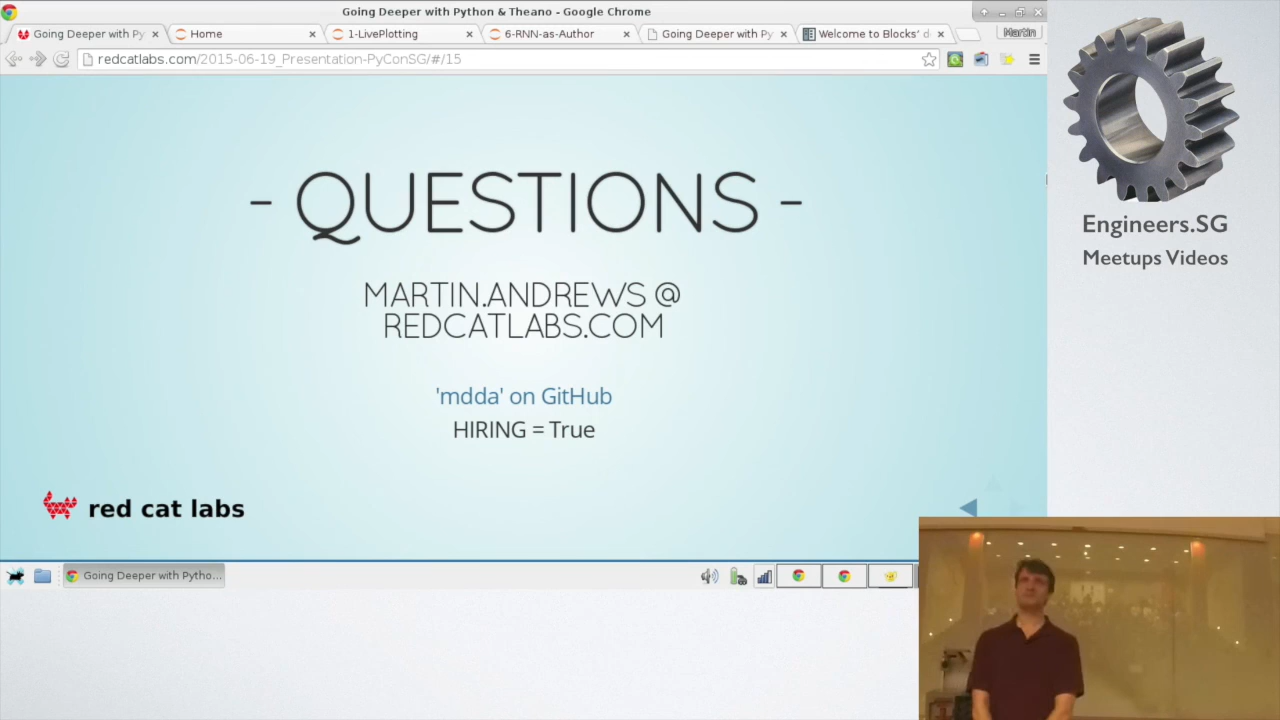 Going Deeper with Python & Theano - Google Chrome
Going Deeper with Py
Home
1-LivePlotting
6-RNN-as-Author
Going Deeper with Py
Welcome to Blocks' d
Martin
redcatlabs.com/2015-06-19_Presentation-PyConSG/#/15
- QUESTIONS -
MARTIN.ANDREWS @
REDCATLABS.COM
'mdda' on GitHub
HIRING = True
red cat labs
Going Deeper with Pytho...
Engineers.SG
Meetups Videos